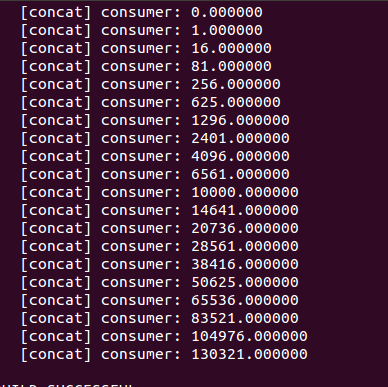 [concat] consumer: 0.000000
[concat] consumer: 1.000000
[concat] consumer: 16.000000
[concat] consumer: 81.000000
[concat] consumer: 256.000000
[concat] consumer: 625.000000
[concat] consumer: 1296.000000
[concat] consumer: 2401.000000
[concat] consumer: 4096.000000
[concat] consumer: 6561.000000
[concat] consumer: 10000.000000
[concat] consumer: 14641.000000
[concat] consumer: 20736.000000
[concat] consumer: 28561.000000
[concat] consumer: 38416.000000
[concat] consumer: 50625.000000
[concat] consumer: 65536.000000
[concat] consumer: 83521.000000
[concat] consumer: 104976.000000
[concat] consumer: 130321.000000
BUILD SUCCESSFUL